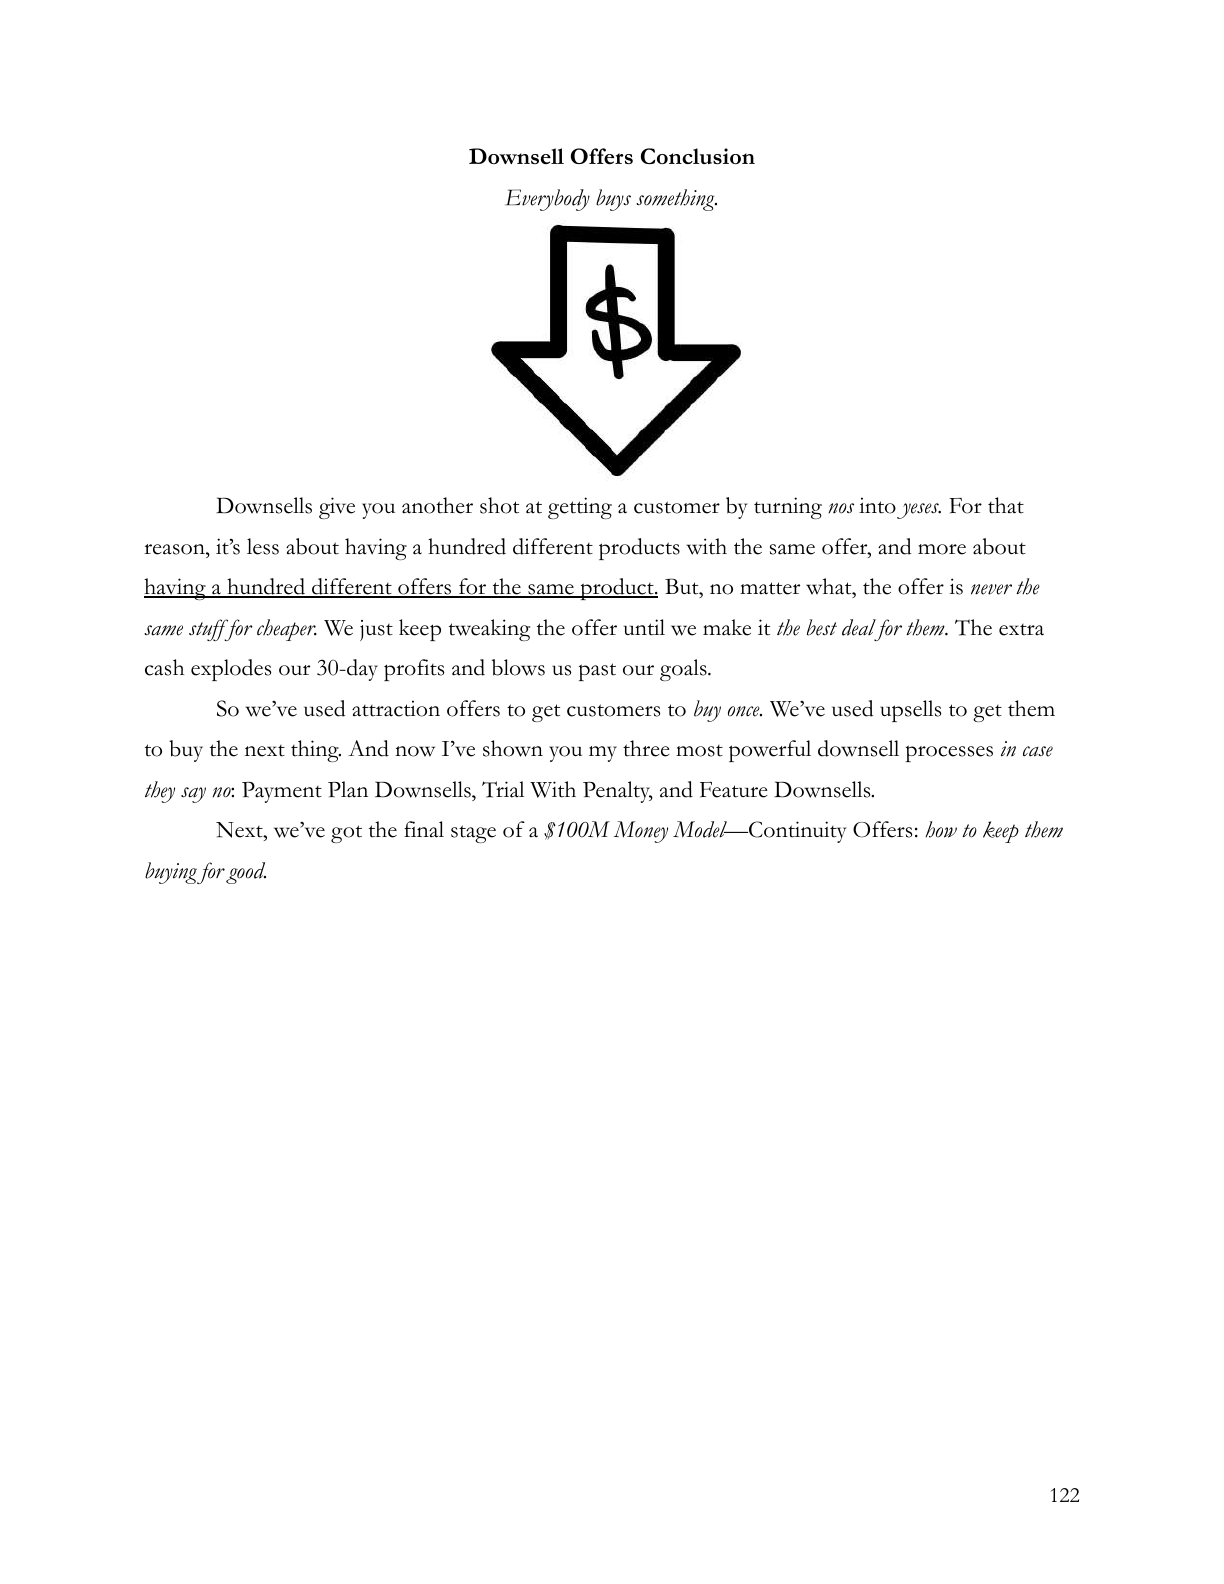 Downsell Offers Conclusion
Everybody buys something.
$
Downsells give you another shot at getting a customer by turning nos into yeses. For that
reason, it’s less about having a hundred different products with the same offer, and more about
having a hundred different offers for the same product. But, no matter what, the offer is never the
same stuff for cheaper. We just keep tweaking the offer until we make it the best deal for them. The extra
cash explodes our 30-day profits and blows us past our goals.
So we’ve used attraction offers to get customers to buy once. We’ve used upsells to get them
to buy the next thing. And now I’ve shown you my three most powerful downsell processes in case
they say no: Payment Plan Downsells, Trial With Penalty, and Feature Downsells.
Next, we’ve got the final stage of a $100M Money Model—Continuity Offers: how to keep them
buying for good.
122